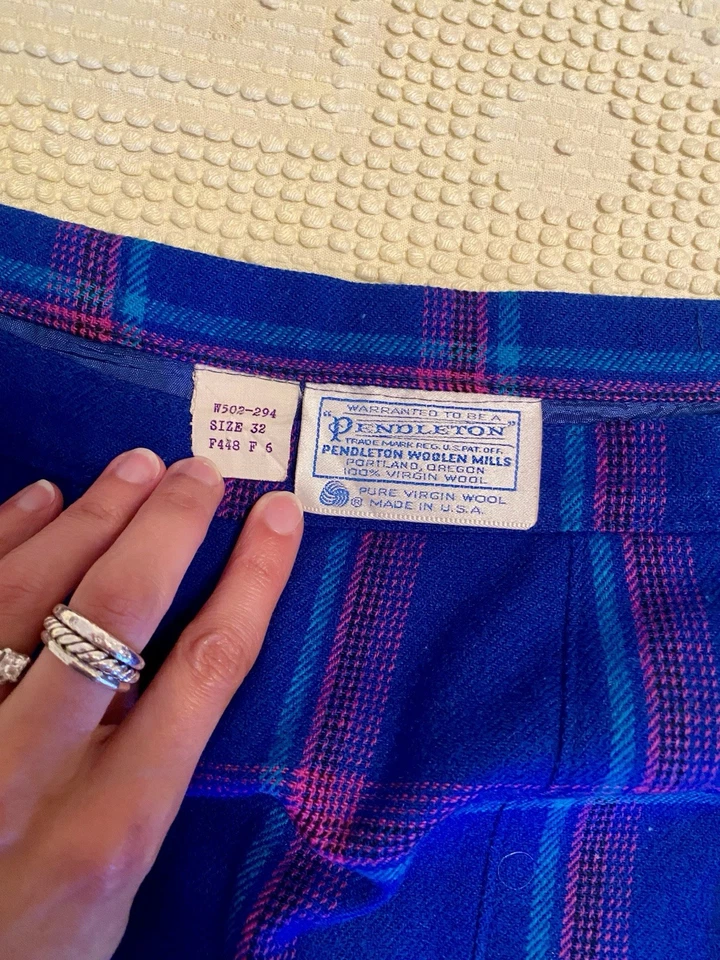 W502-294
SIZE 32
F448 F 6
WARRANTED TO BE A
"PENDLETON"
TRADE MARK REG. U.S. PAT. OFF.
PENDLETON WOOLEN MILLS
PORTLAND, OREGON
100% VIRGIN WOOL
PURE VIRGIN WOOL
® MADE IN U.S.A.